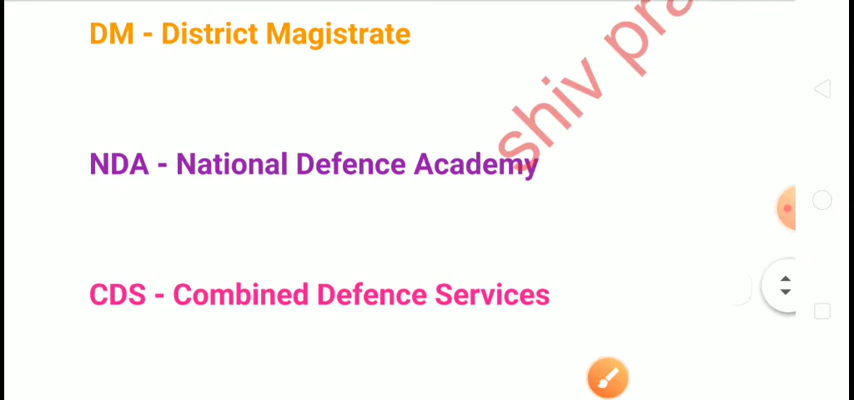 DM - District Magistrate
shiv pra
NDA - National Defence Academy
CDS - Combined Defence Services